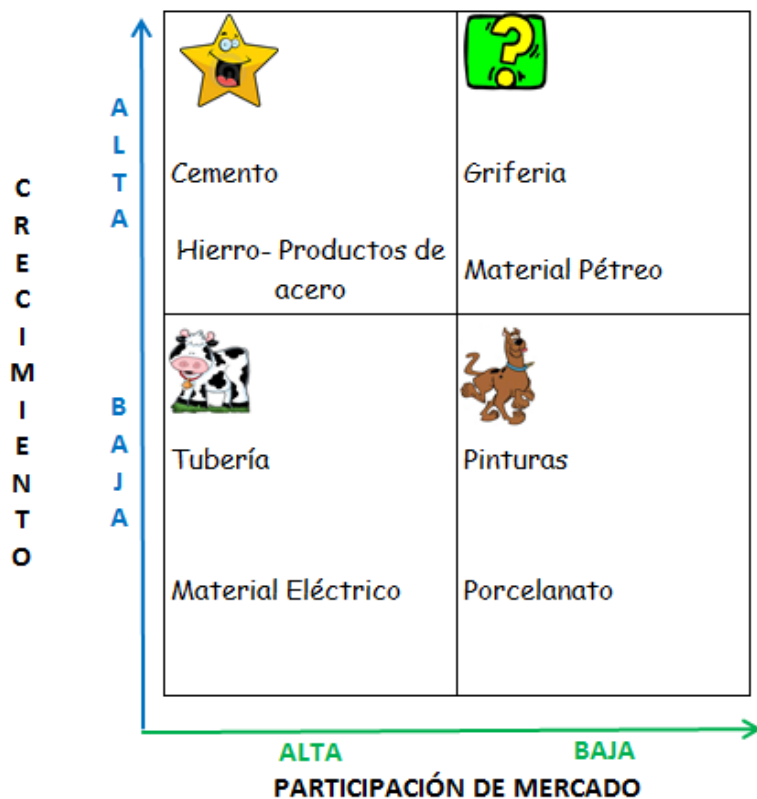 CRECIMIENTO
ALTA
BAJA
?
Cemento
Hierro- Productos de
acero
Griferia
Material Pétreo
Tubería
Material Eléctrico
Pinturas
Porcelanato
ALTA
BAJA
PARTICIPACIÓN DE MERCADO